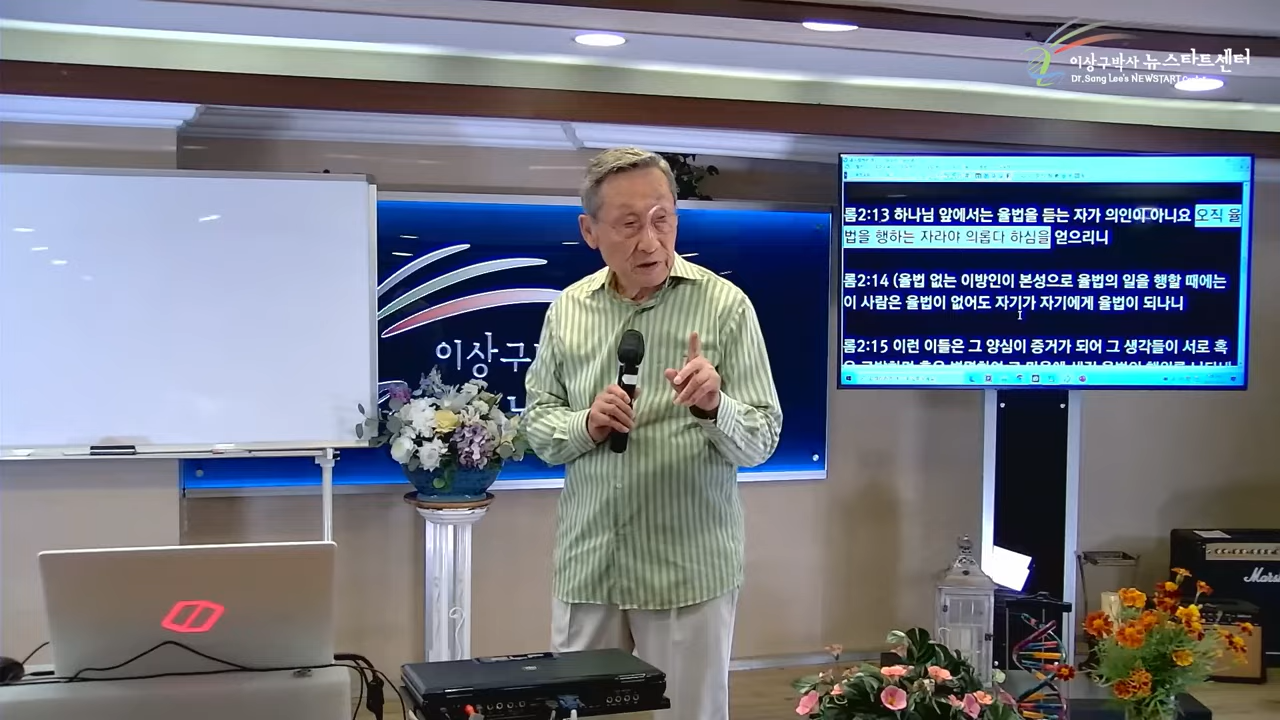 이상구박사 뉴스타트센터
Dr.Sang Lee's NEWSTART
롬2:13 하나님 앞에서는 율법을 듣는 자가 의인이 아니요 오직 율
법을 행하는 자라야 의롭다 하심을 얻으리니
롬2:14 (율법 없는 이방인이 본성으로 율법의 일을 행할 때에는
이 사람은 율법이 없어도 자기가 자기에게 율법이 되나니
롬2:15 이런 이들은 그 양심이 증거가 되어 그 생각들이 서로 혹
이상구